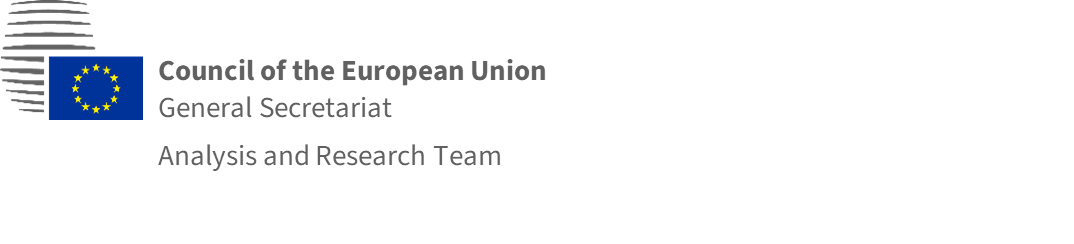 Council of the European Union
General Secretariat
Analysis and Research Team